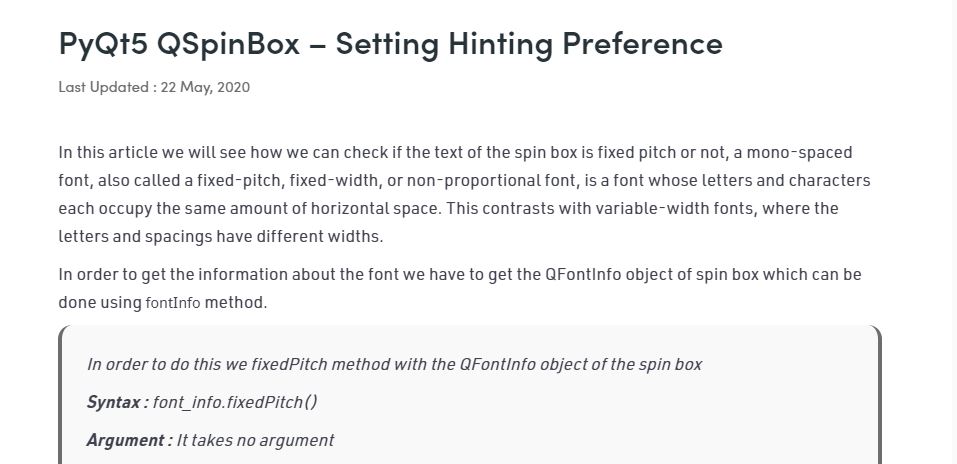 PyQt5 QSpinBox – Setting Hinting Preference
Last Updated : 22 May, 2020
In this article we will see how we can check if the text of the spin box is fixed pitch or not, a mono-spaced
font, also called a fixed-pitch, fixed-width, or non-proportional font, is a font whose letters and characters
each occupy the same amount of horizontal space. This contrasts with variable-width fonts, where the
letters and spacings have different widths.
In order to get the information about the font we have to get the QFontInfo object of spin box which can be
done using fontInfo method.
In order to do this we fixedPitch method with the QFontInfo object of the spin box
Syntax : font_info.fixedPitch()
Argument : It takes no argument